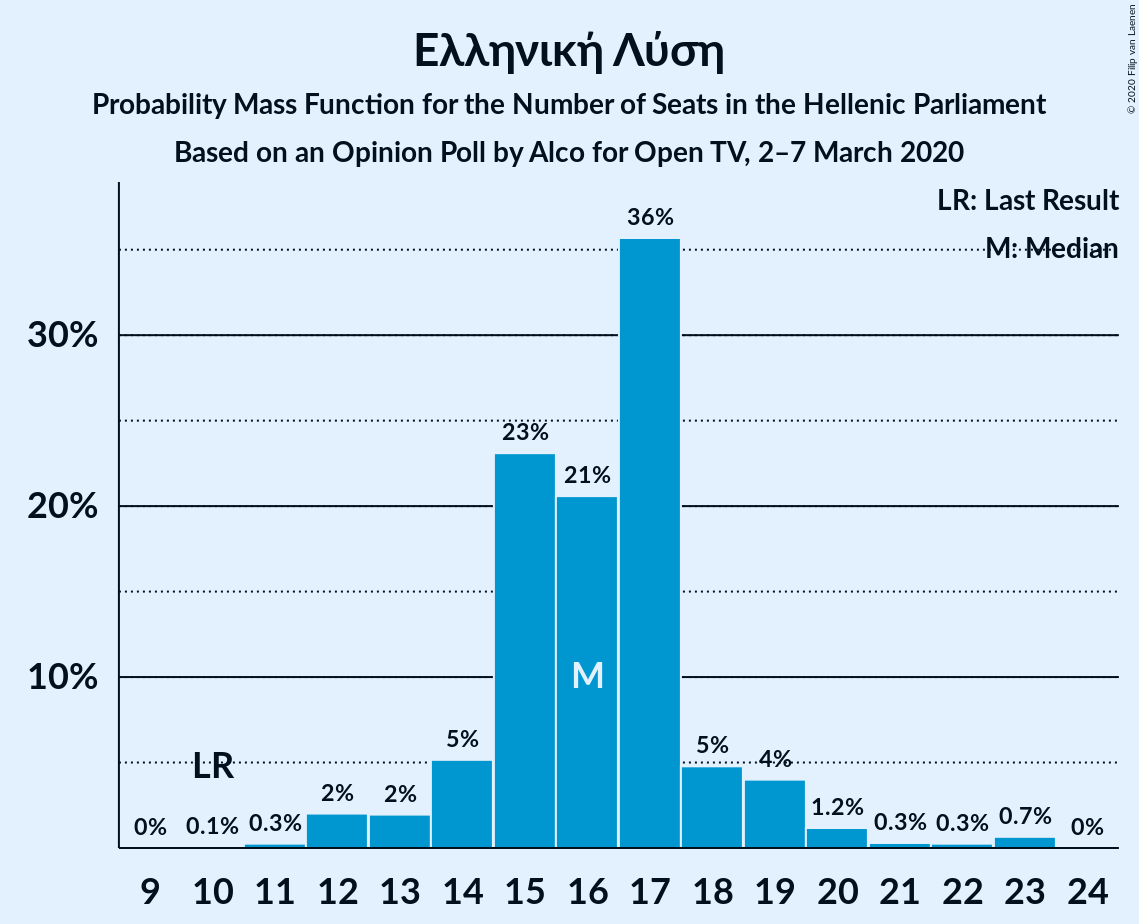 Ελληνική Λύση
Probability Mass Function for the Number of Seats in the Hellenic Parliament
Based on an Opinion Poll by Alco for Open TV, 2–7 March 2020
© 2020 Filip van Laenen
LR: Last Result
M: Median
30%
20%
10%
0%
0.1%
0.3%
2%
2%
5%
23%
21%
36%
5%
4%
1.2%
0.3%
0.3%
0.7%
0%
LR
M
9 10 11 12 13 14 15 16 17 18 19 20 21 22 23 24